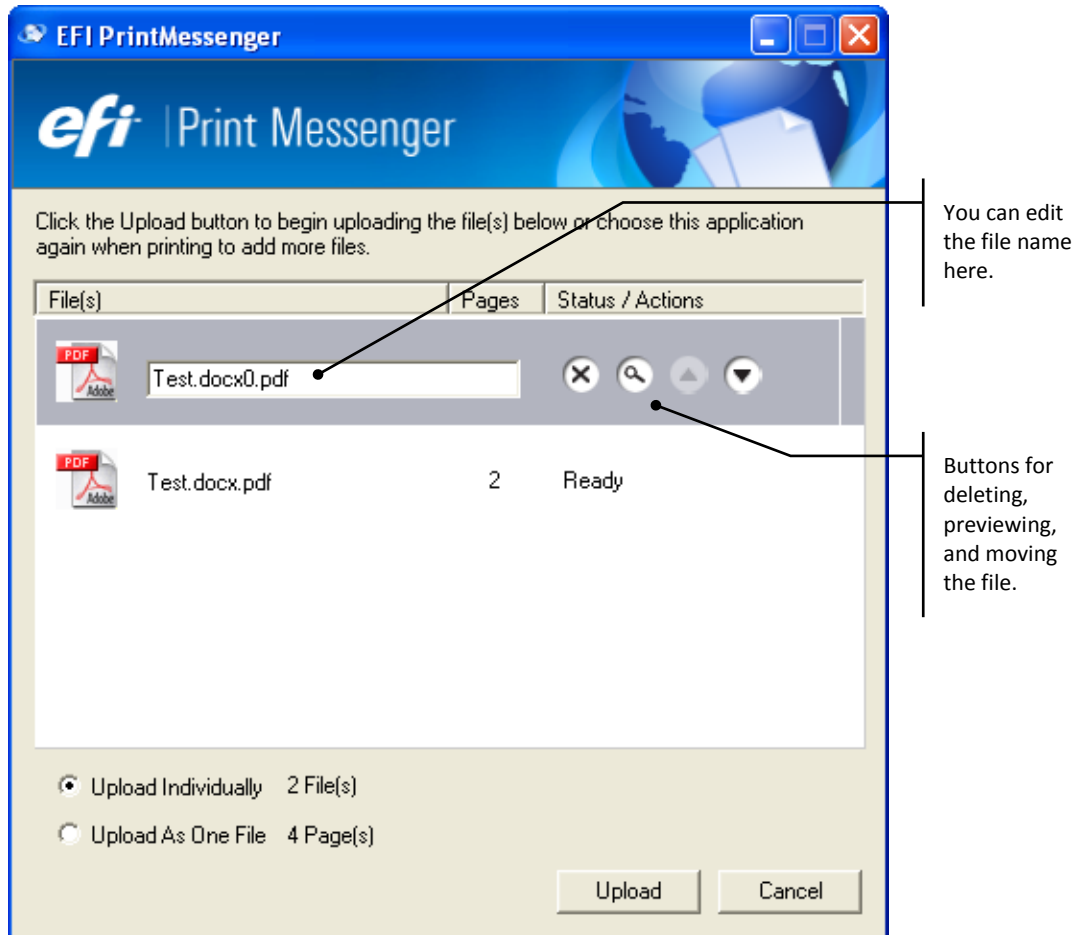 EFI PrintMessenger
efi Print Messenger
Click the Upload button to begin uploading the file(s) below or choose this application
again when printing to add more files.
File(s) Pages Status / Actions
PDF Adobe
Test.docx0.pdf
PDF Adobe
Test.docx.pdf 2 Ready
Upload Individually 2 File(s)
Upload As One File 4 Page(s)
Upload Cancel
You can edit
the file name
here.
Buttons for
deleting,
previewing,
and moving
the file.